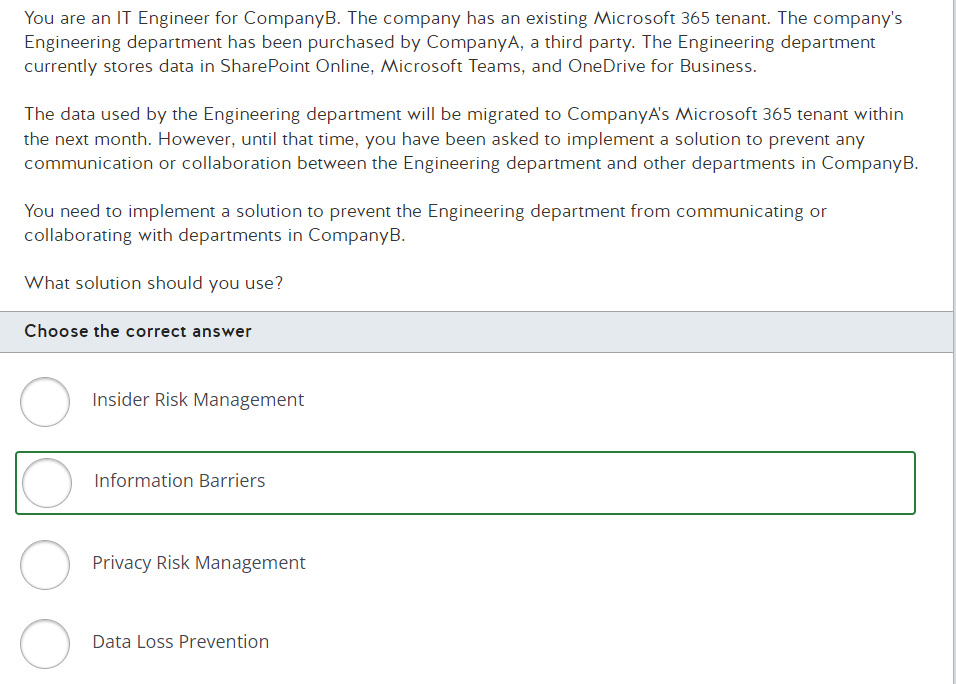 You are an IT Engineer for CompanyB. The company has an existing Microsoft 365 tenant. The company's
Engineering department has been purchased by CompanyA, a third party. The Engineering department
currently stores data in SharePoint Online, Microsoft Teams, and OneDrive for Business.
The data used by the Engineering department will be migrated to CompanyA's Microsoft 365 tenant within
the next month. However, until that time, you have been asked to implement a solution to prevent any
communication or collaboration between the Engineering department and other departments in CompanyB.
You need to implement a solution to prevent the Engineering department from communicating or
collaborating with departments in CompanyB.
What solution should you use?
Choose the correct answer
Insider Risk Management
Information Barriers
Privacy Risk Management
Data Loss Prevention